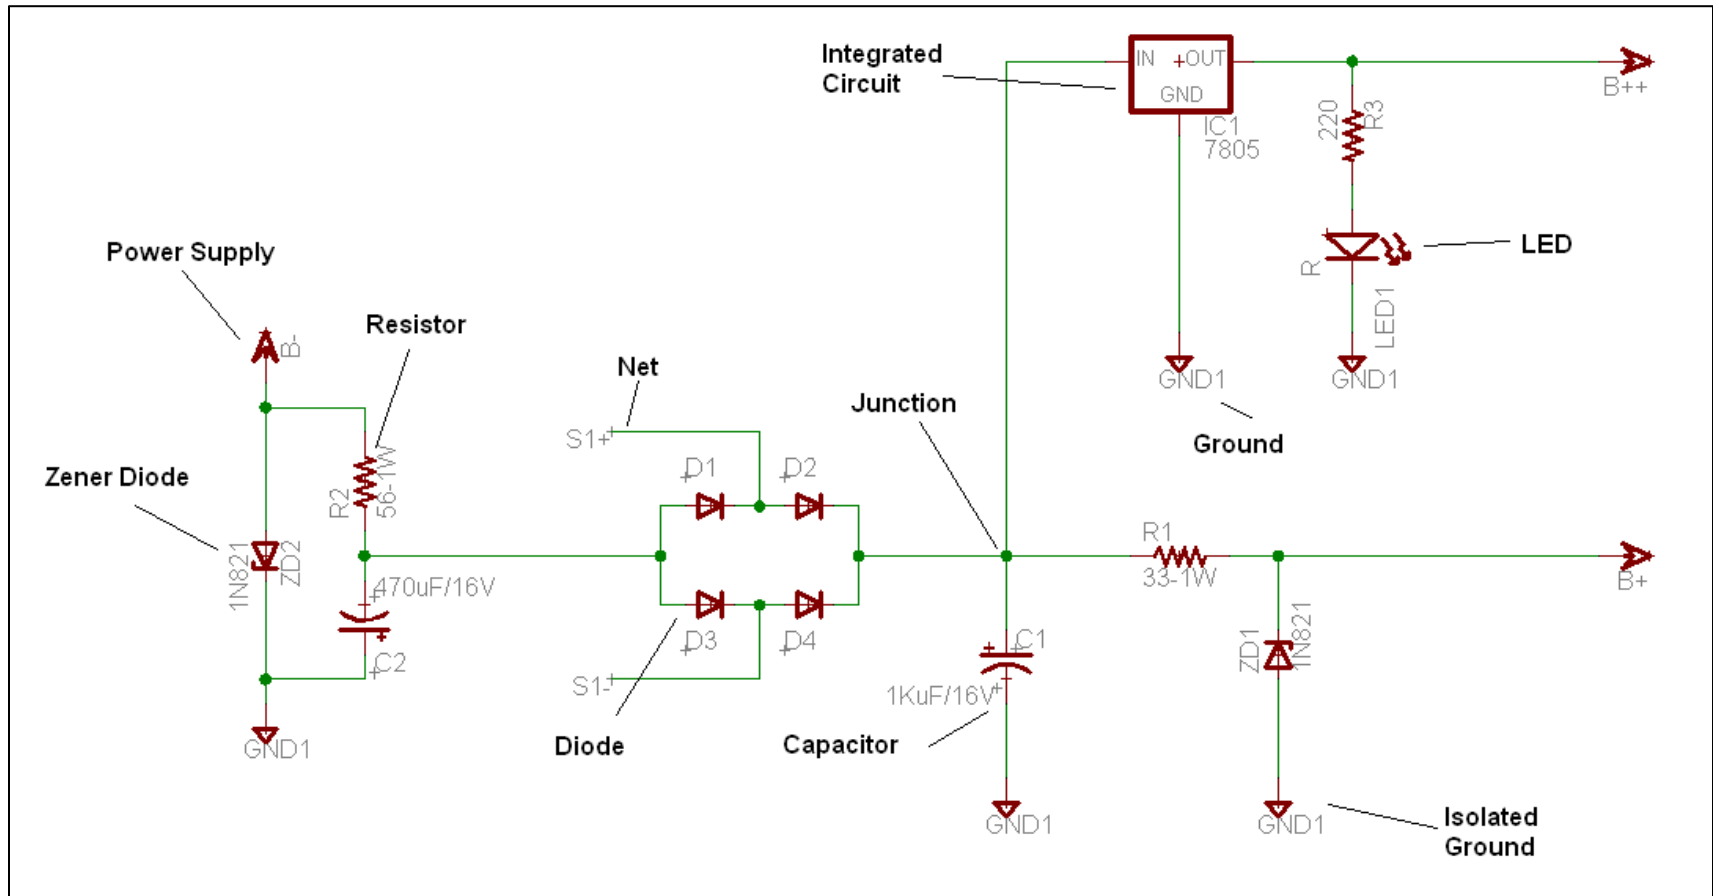 Integrated
Circuit
IN +OUT
GND
IC1
7805
B++
220
R3
Power Supply
LED
R
LED1
B-
Resistor
Net
GND1
GND1
Junction
Ground
S1+
Zener Diode
R2
56-1W
D1
D2
1N821
ZD2
470uF/16V
R1
33-1W
B+
D3
D4
C1
ZD1
1N821
C2
S1-
1KuF/16V
GND1
Diode
Capacitor
GND1
GND1
Isolated
Ground